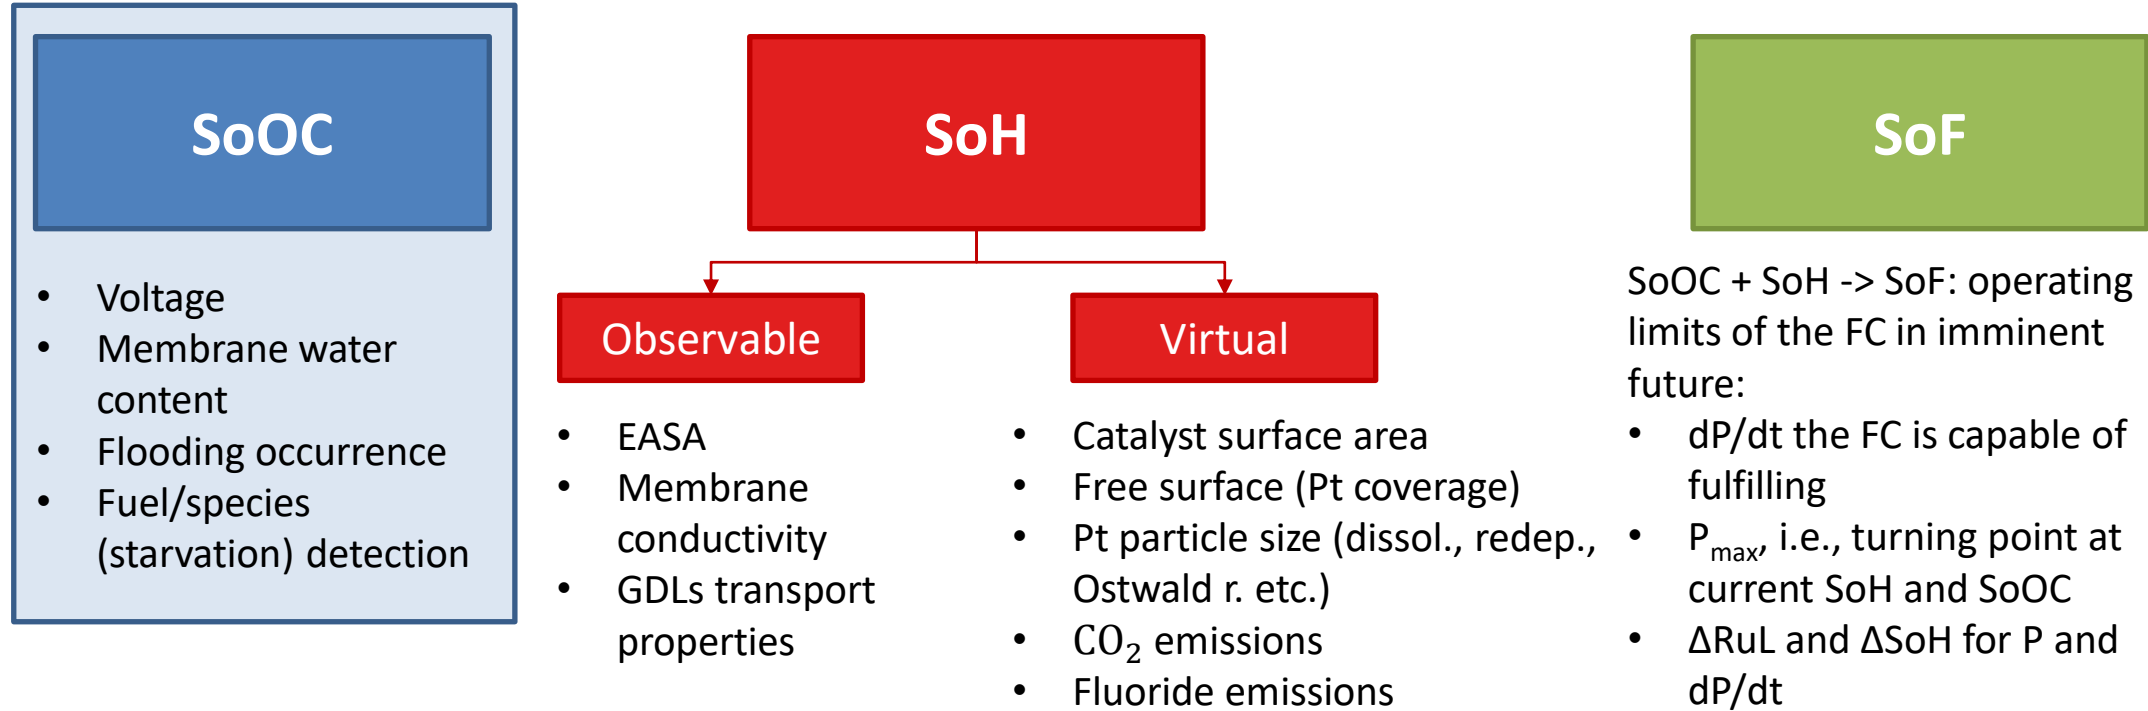 SoOC
• Voltage
• Membrane water
content
• Flooding occurrence
• Fuel/species
(starvation) detection
SoH
Observable
• EASA
• Membrane
conductivity
• GDLs transport
properties
Virtual
• Catalyst surface area
• Free surface (Pt coverage)
• Pt particle size (dissol., redep.,
Ostwald r. etc.)
• CO₂ emissions
• Fluoride emissions
SoF
SoOC + SoH -> SoF: operating
limits of the FC in imminent
future:
• dP/dt the FC is capable of
fulfilling
• Pmax, i.e., turning point at
current SoH and SoOC
• ΔRuL and ΔSoH for P and
dP/dt